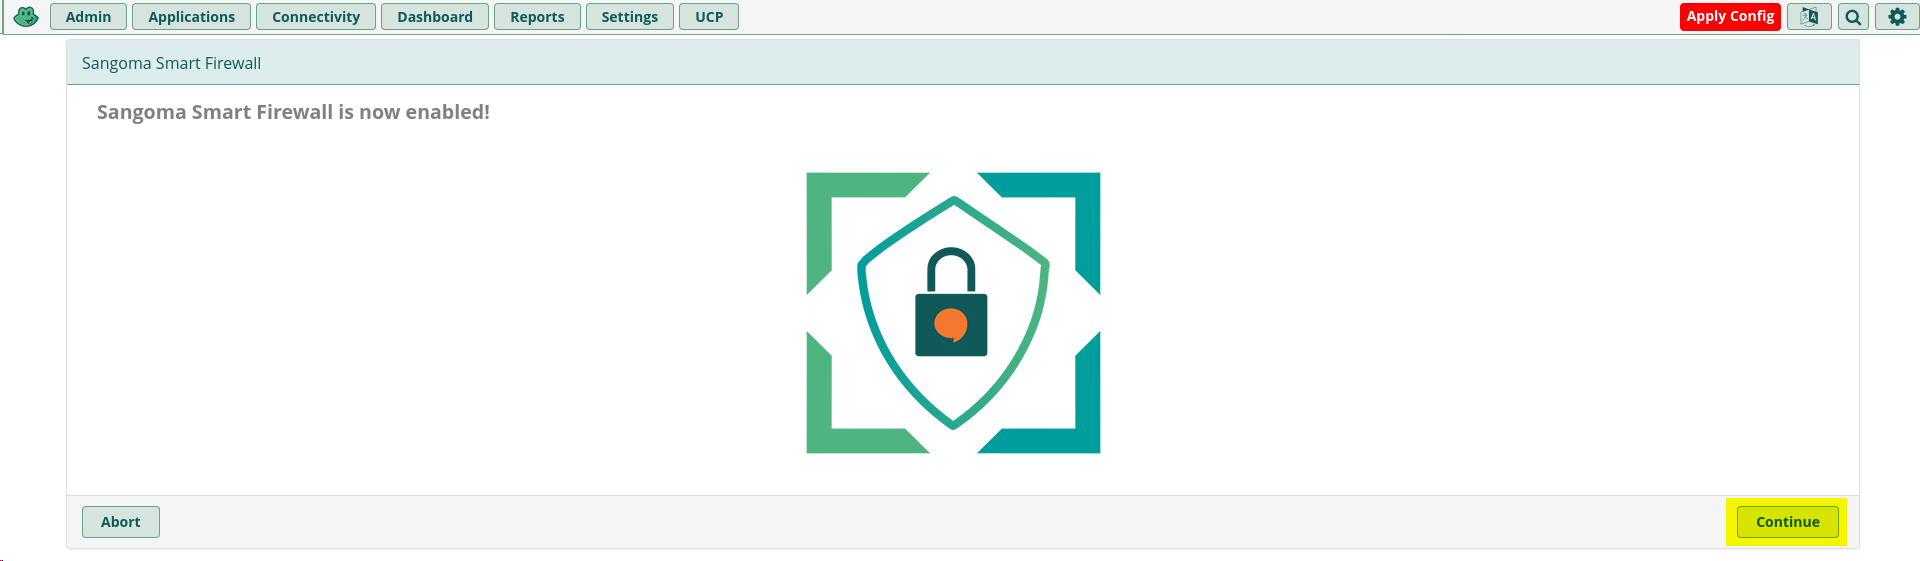 Admin Applications Connectivity Dashboard Reports Settings UCP Apply Config
Sangoma Smart Firewall
Sangoma Smart Firewall is now enabled!
Abort Continue